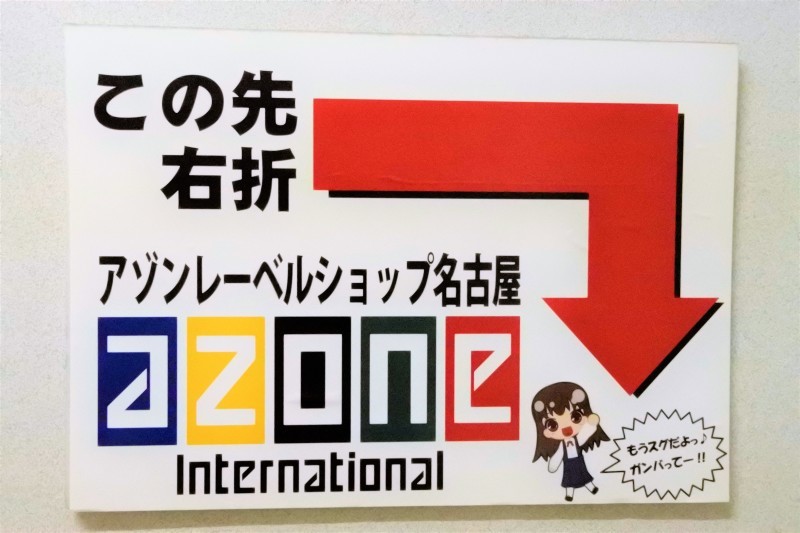 この先
右折
アゾンレーベルショップ名古屋
azone
International
もうスグだよっ♪
ガンバってー!!